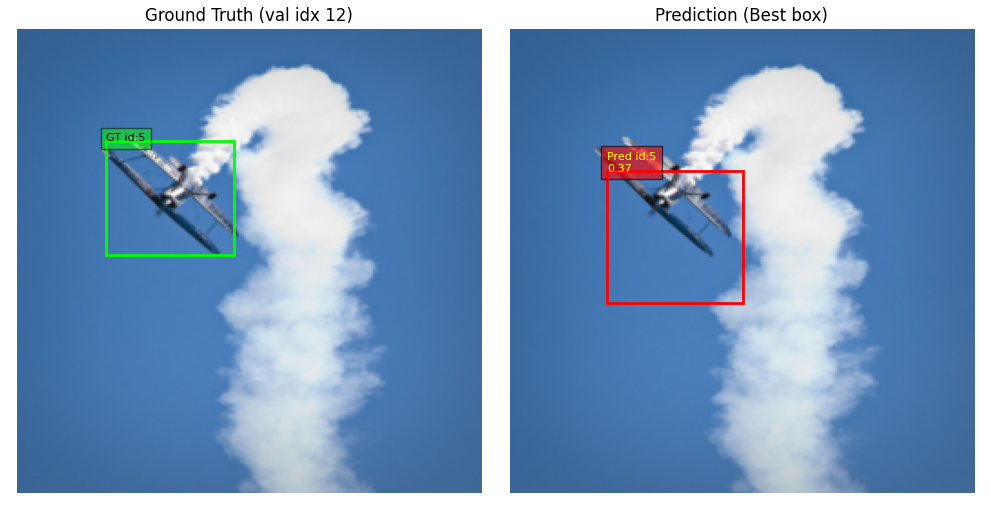 Ground Truth (val idx 12)
GT id:5
Prediction (Best box)
Pred id:5
0.37